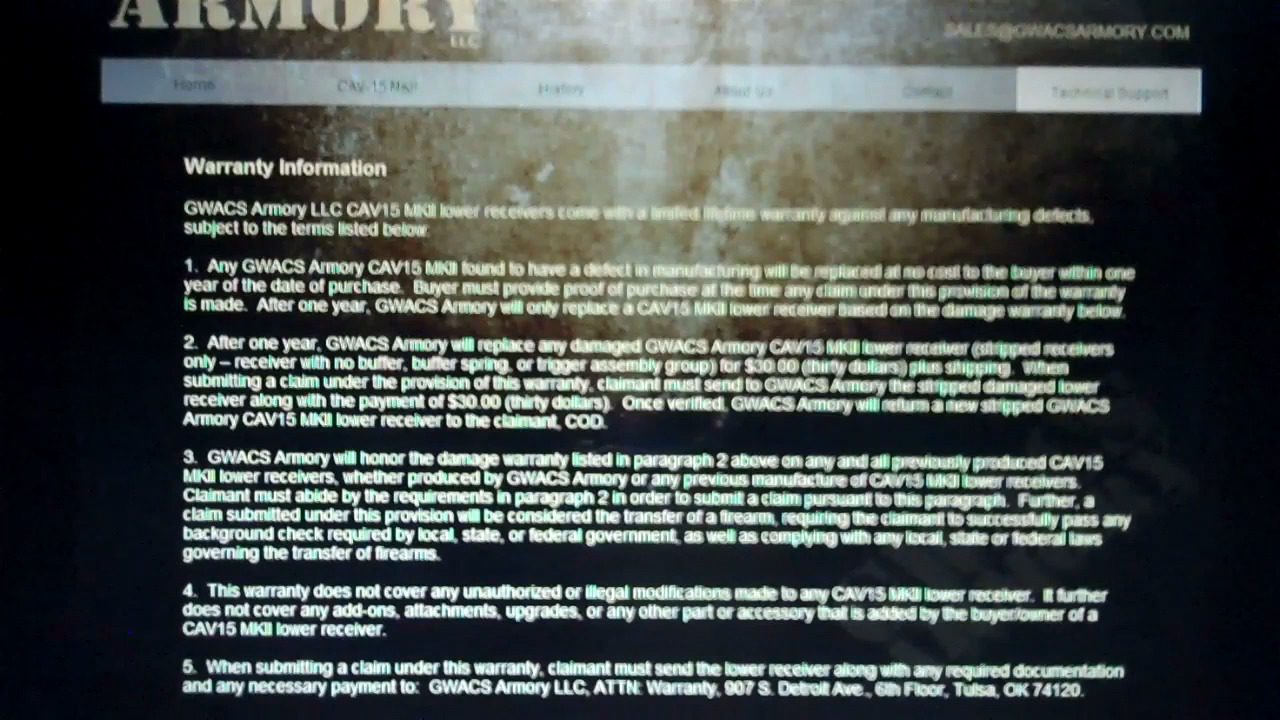 ARMORY
LLC
SALES@GWACSARMORY.COM
Home CAV-15 MKII History About Us Contact Technical Support
Warranty Information
GWACS Armory LLC CAV15 MKII lower receivers come with a limited lifetime warranty against any manufacturing defects,
subject to the terms listed below:
1. Any GWACS Armory CAV15 MKII found to have a defect in manufacturing will be replaced at no cost to the buyer within one
year of the date of purchase. Buyer must provide proof of purchase at the time any claim under this provision of the warranty
is made. After one year, GWACS Armory will only replace a CAV15 MKII lower receiver based on the damage warranty below.
2. After one year, GWACS Armory will replace any damaged GWACS Armory CAV15 MKII lower receiver (stripped receivers
only – receiver with no buffer, buffer spring, or trigger assembly group) for $30.00 (thirty dollars) plus shipping. When
submitting a claim under the provision of this warranty, claimant must send to GWACS Armory the stripped damaged lower
receiver along with the payment of $30.00 (thirty dollars). Once verified, GWACS Armory will return a new stripped GWACS
Armory CAV15 MKII lower receiver to the claimant, COD.
3. GWACS Armory will honor the damage warranty listed in paragraph 2 above on any and all previously produced CAV15
MKII lower receivers, whether produced by GWACS Armory or any previous manufacture of CAV15 MKII lower receivers.
Claimant must abide by the requirements in paragraph 2 in order to submit a claim pursuant to this paragraph. Further, a
claim submitted under this provision will be considered the transfer of a firearm, requiring the claimant to successfully pass any
background check required by local, state, or federal government, as well as complying with any local, state or federal laws
governing the transfer of firearms.
4. This warranty does not cover any unauthorized or illegal modifications made to any CAV15 MKII lower receiver. It further
does not cover any add-ons, attachments, upgrades, or any other part or accessory that is added by the buyer/owner of a
CAV15 MKII lower receiver.
5. When submitting a claim under this warranty, claimant must send the lower receiver along with any required documentation
and any necessary payment to: GWACS Armory LLC, ATTN: Warranty, 907 S. Detroit Ave., 6th Floor, Tulsa, OK 74120.